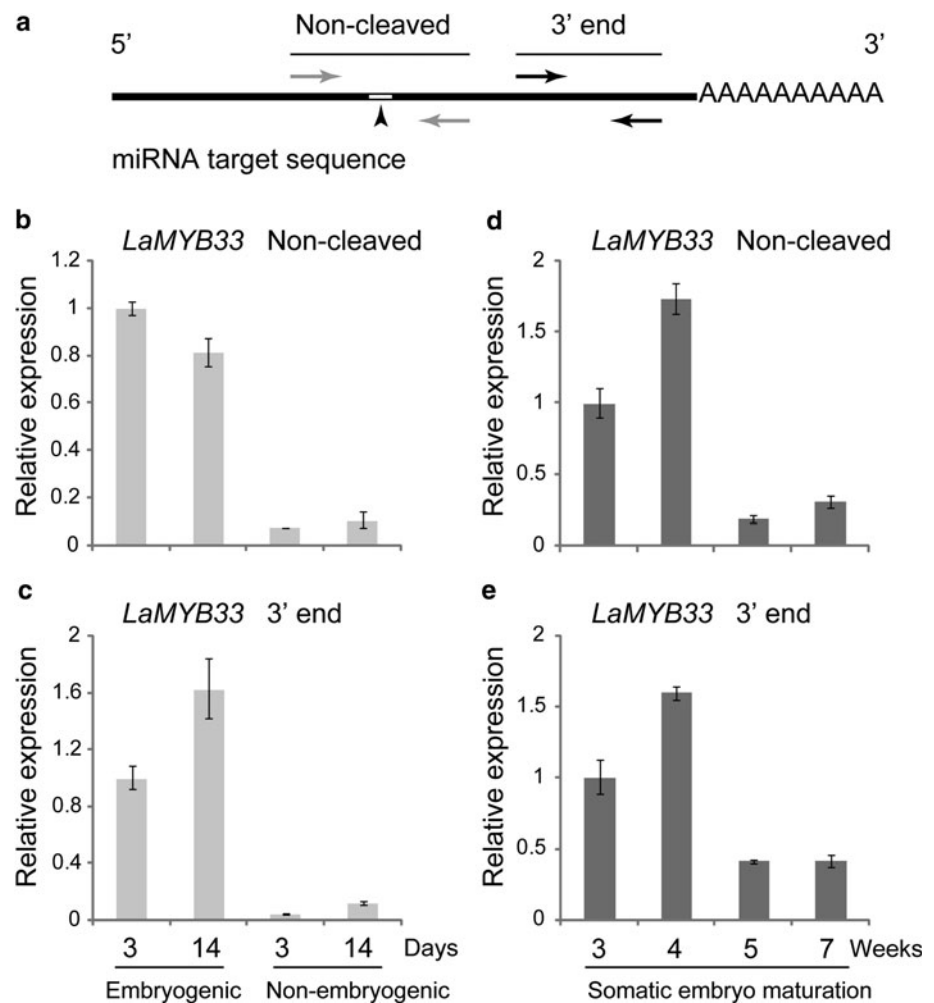 a
Non-cleaved
3' end
5'
3'
AAAAAAAAAA
miRNA target sequence
b
LaMYB33 Non-cleaved
Relative expression
1.2
1
0.8
0.6
0.4
0.2
0
c
LaMYB33 3' end
Relative expression
2
1.6
1.2
0.8
0.4
0
3 14 3 14 Days
Embryogenic Non-embryogenic
d
LaMYB33 Non-cleaved
Relative expression
2
1.5
1
0.5
0
e
LaMYB33 3' end
Relative expression
2
1.5
1
0.5
0
3 4 5 7 Weeks
Somatic embryo maturation